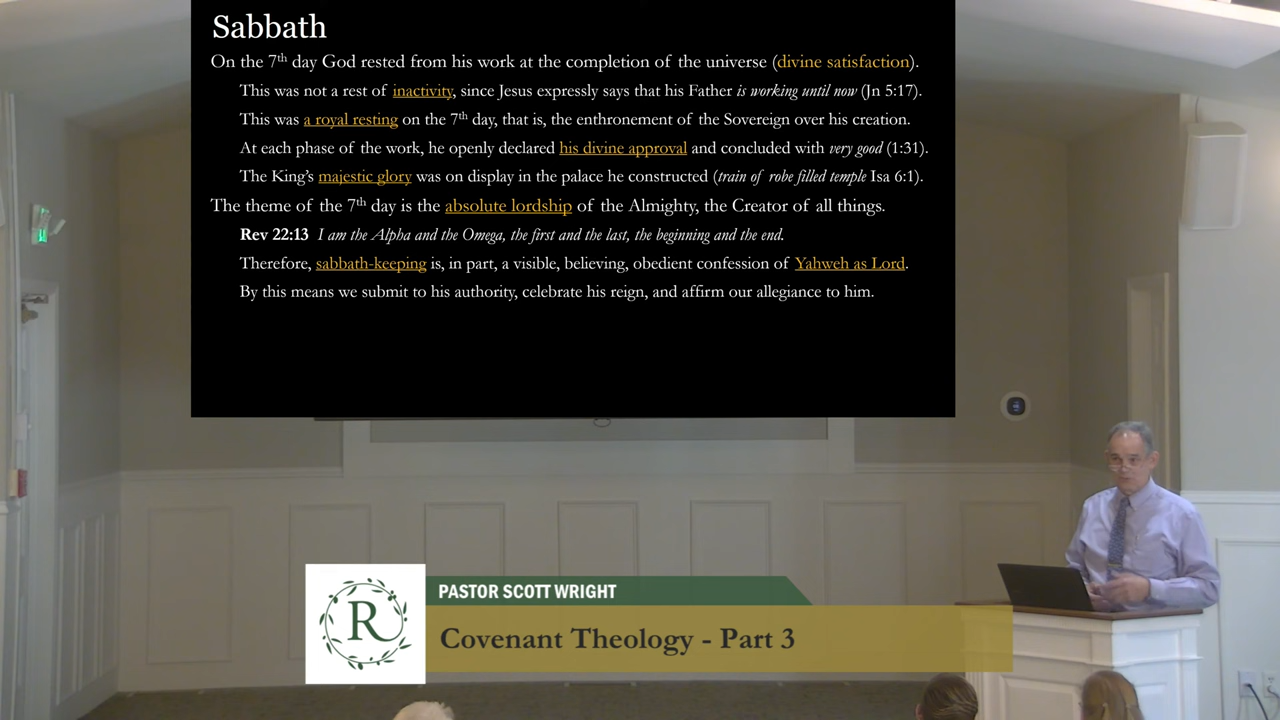 Sabbath
On the 7th day God rested from his work at the completion of the universe (divine satisfaction).
This was not a rest of inactivity, since Jesus expressly says that his Father is working until now (Jn 5:17).
This was a royal resting on the 7th day, that is, the enthronement of the Sovereign over his creation.
At each phase of the work, he openly declared his divine approval and concluded with very good (1:31).
The King's majestic glory was on display in the palace he constructed (train of robe filled temple Isa 6:1).
The theme of the 7th day is the absolute lordship of the Almighty, the Creator of all things.
Rev 22:13 I am the Alpha and the Omega, the first and the last, the beginning and the end.
Therefore, sabbath-keeping is, in part, a visible, believing, obedient confession of Yahweh as Lord.
By this means we submit to his authority, celebrate his reign, and affirm our allegiance to him.
R
PASTOR SCOTT WRIGHT
Covenant Theology - Part 3